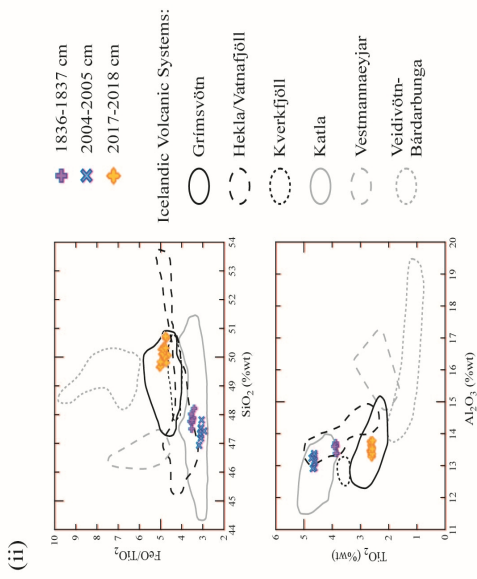 (ii)
FeO/TiO2
10
9
8
7
6
5
4
3
2
44 45 46 47 48 49 50 51 52 53 54
SiO2 (%wt)
TiO2 (%wt)
6
5
4
3
2
1
0
11 12 13 14 15 16 17 18 19 20
Al2O3 (%wt)
1836-1837 cm
2004-2005 cm
2017-2018 cm
Icelandic Volcanic Systems:
Grímsvötn
Hekla/Vatnafjöll
Kverkfjöll
Katla
Vestmannaeyjar
Veidivötn-
Bárdarbunga